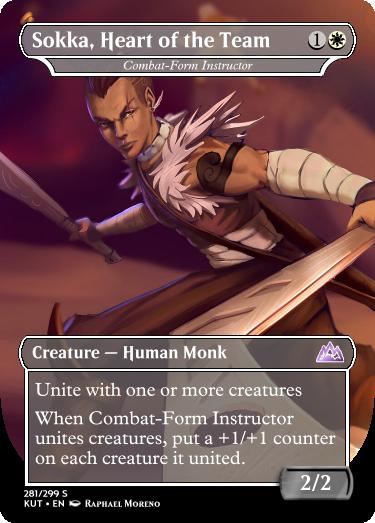 Sokka, Heart of the Team 1
Combat-Form Instructor
Creature — Human Monk
Unite with one or more creatures
When Combat-Form Instructor
unites creatures, put a +1/+1 counter
on each creature it united.
2/2
281/299 S
KUT • EN Raphael Moreno